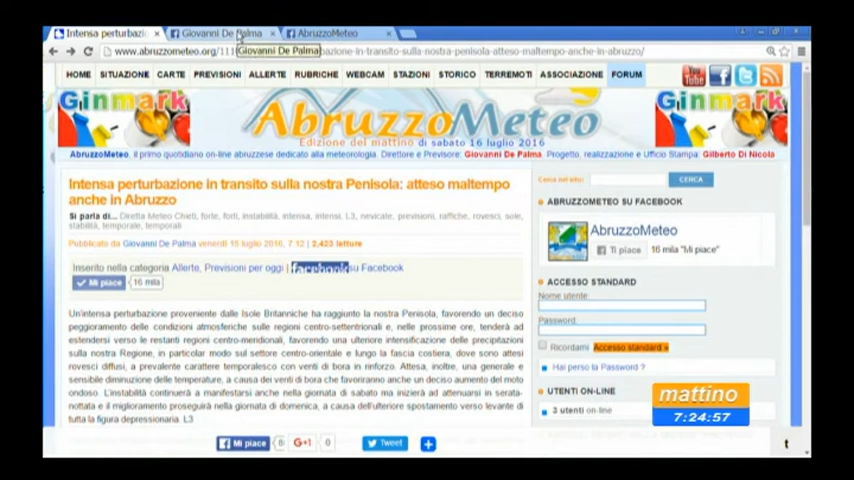 Intensa perturbazi
Giovanni De Palma
AbruzzoMeteo
www.abruzzometeo.org/111
bazione-in-transito-sulla-nostra-penisola-atteso-maltempo-anche-in-abruzzo/
Giovanni De Palma
HOME SITUAZIONE CARTE PREVISIONI ALLERTE RUBRICHE WEBCAM STAZIONI STORICO TERREMOTI ASSOCIAZIONE FORUM
You Tube
Ginmark
AbruzzoMeteo
Ginmark
Edizione del mattino di sabato 16 luglio 2016
AbruzzoMeteo, il primo quotidiano on-line abruzzese dedicato alla meteorologia. Direttore e Previsore: Giovanni De Palma Progetto, realizzazione e Ufficio Stampa: Gilberto Di Nicola
Intensa perturbazione in transito sulla nostra Penisola: atteso maltempo
anche in Abruzzo
Si parla di... Diretta Meteo Chieti, forte, forti, instabilità, intensa, intensi, L3, nevicate, previsioni, raffiche, rovesci, sole,
stabilità, temporale, temporali
Pubblicato da Giovanni De Palma venerdì 15 luglio 2016, 7:12 | 2,423 letture
Inserito nella categoria Allerte, Previsioni per oggi | facebook su Facebook
Mi piace 16 mila
Un'intensa perturbazione proveniente dalle Isole Britanniche ha raggiunto la nostra Penisola, favorendo un deciso
peggioramento delle condizioni atmosferiche sulle regioni centro-settentrionali e, nelle prossime ore, tenderà ad
estendersi verso le restanti regioni centro-meridionali, favorendo una ulteriore intensificazione delle precipitazioni
sulla nostra Regione, in particolar modo sul settore centro-orientale e lungo la fascia costiera, dove sono attesi
rovesci diffusi, a prevalente carattere temporalesco con venti di bora in rinforzo. Attesa, inoltre, una generale e
sensibile diminuzione delle temperature, a causa dei venti di bora che favoriranno anche un deciso aumento del moto
ondoso. L'instabilità continuerà a manifestarsi anche nella giornata di sabato ma inizierà ad attenuarsi in serata-
nottata e il miglioramento proseguirà nella giornata di domenica, a causa dell'ulteriore spostamento verso levante di
tutta la figura depressionaria. L3
Cerca nel sito:
CERCA
ABRUZZOMETEO SU FACEBOOK
AbruzzoMeteo
Ti piace 16 mila "Mi piace"
ACCESSO STANDARD
Nome utente:
Password:
Ricordami Accesso standard »
Hai perso la Password ?
UTENTI ON-LINE
3 utenti on-line
mattino
7:24:57
Mi piace
G+1 0
Tweet
t